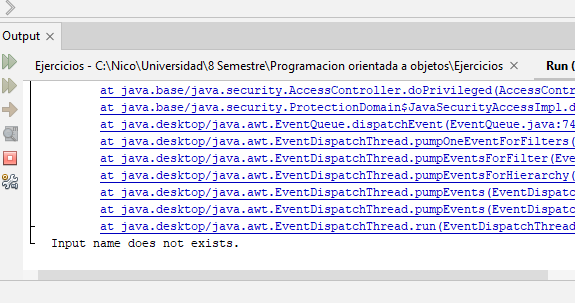 Output ×
Ejercicios - C:\Nico\Universidad\8 Semestre\Programacion orientada a objetos\Ejercicios × Run (
at java.base/java.security.AccessController.doPrivileged(AccessContr
at java.base/java.security.ProtectionDomain$JavaSecurityAccessImpl.d
at java.desktop/java.awt.EventQueue.dispatchEvent(EventQueue.java:74
at java.desktop/java.awt.EventDispatchThread.pumpOneEventForFilters(
at java.desktop/java.awt.EventDispatchThread.pumpEventsForFilter(Eve
at java.desktop/java.awt.EventDispatchThread.pumpEventsForHierarchy(
at java.desktop/java.awt.EventDispatchThread.pumpEvents(EventDispatc
at java.desktop/java.awt.EventDispatchThread.pumpEvents(EventDispatc
at java.desktop/java.awt.EventDispatchThread.run(EventDispatchThread
Input name does not exists.